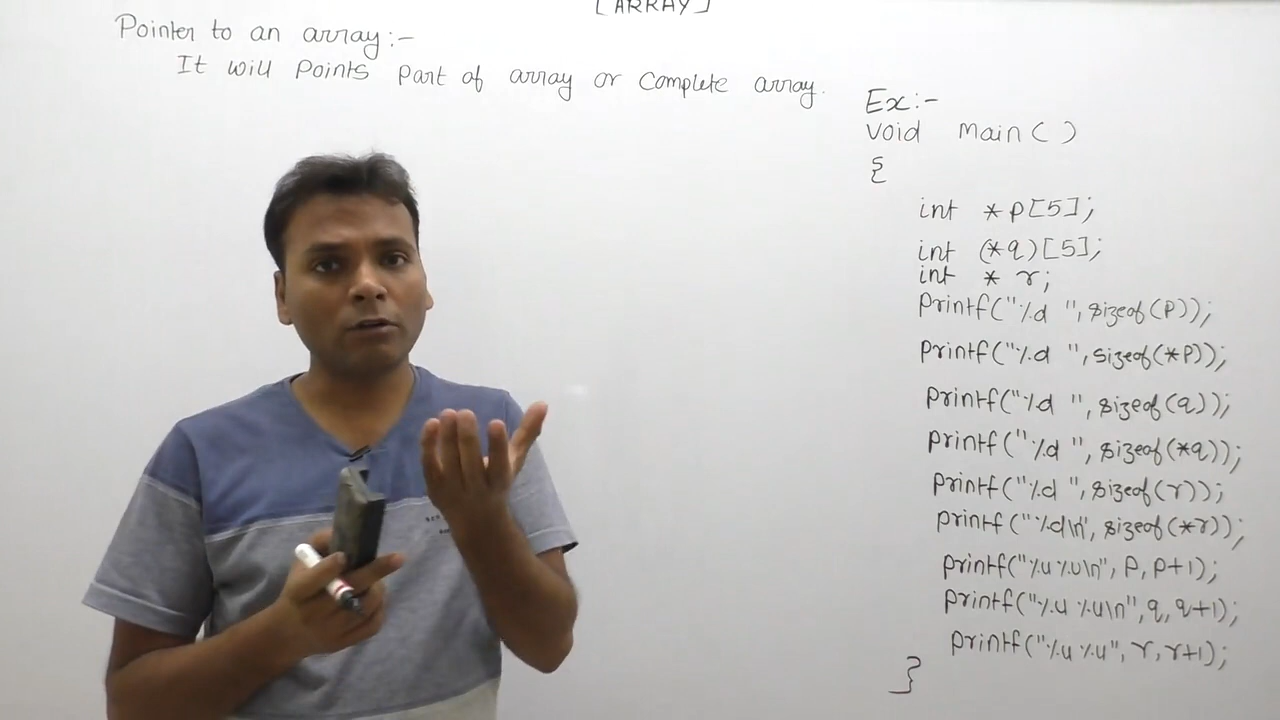 [ARRAY]
Pointer to an array:-
It will Points Part of array or Complete array.
Ex:-
void main()
{
int *p[5];
int (*q)[5];
int * r;
Printf("%d ", sizeof(P));
Printf("%d ", sizeof(*P));
Printf("%d ", sizeof(q));
Printf("%d ", sizeof(*q));
Printf("%d ", sizeof(r));
Printf("%d\n", sizeof(*r));
Printf("%u %u\n", P, P+1);
Printf("%u %u\n", q, q+1);
Printf("%u %u", r, r+1);
}